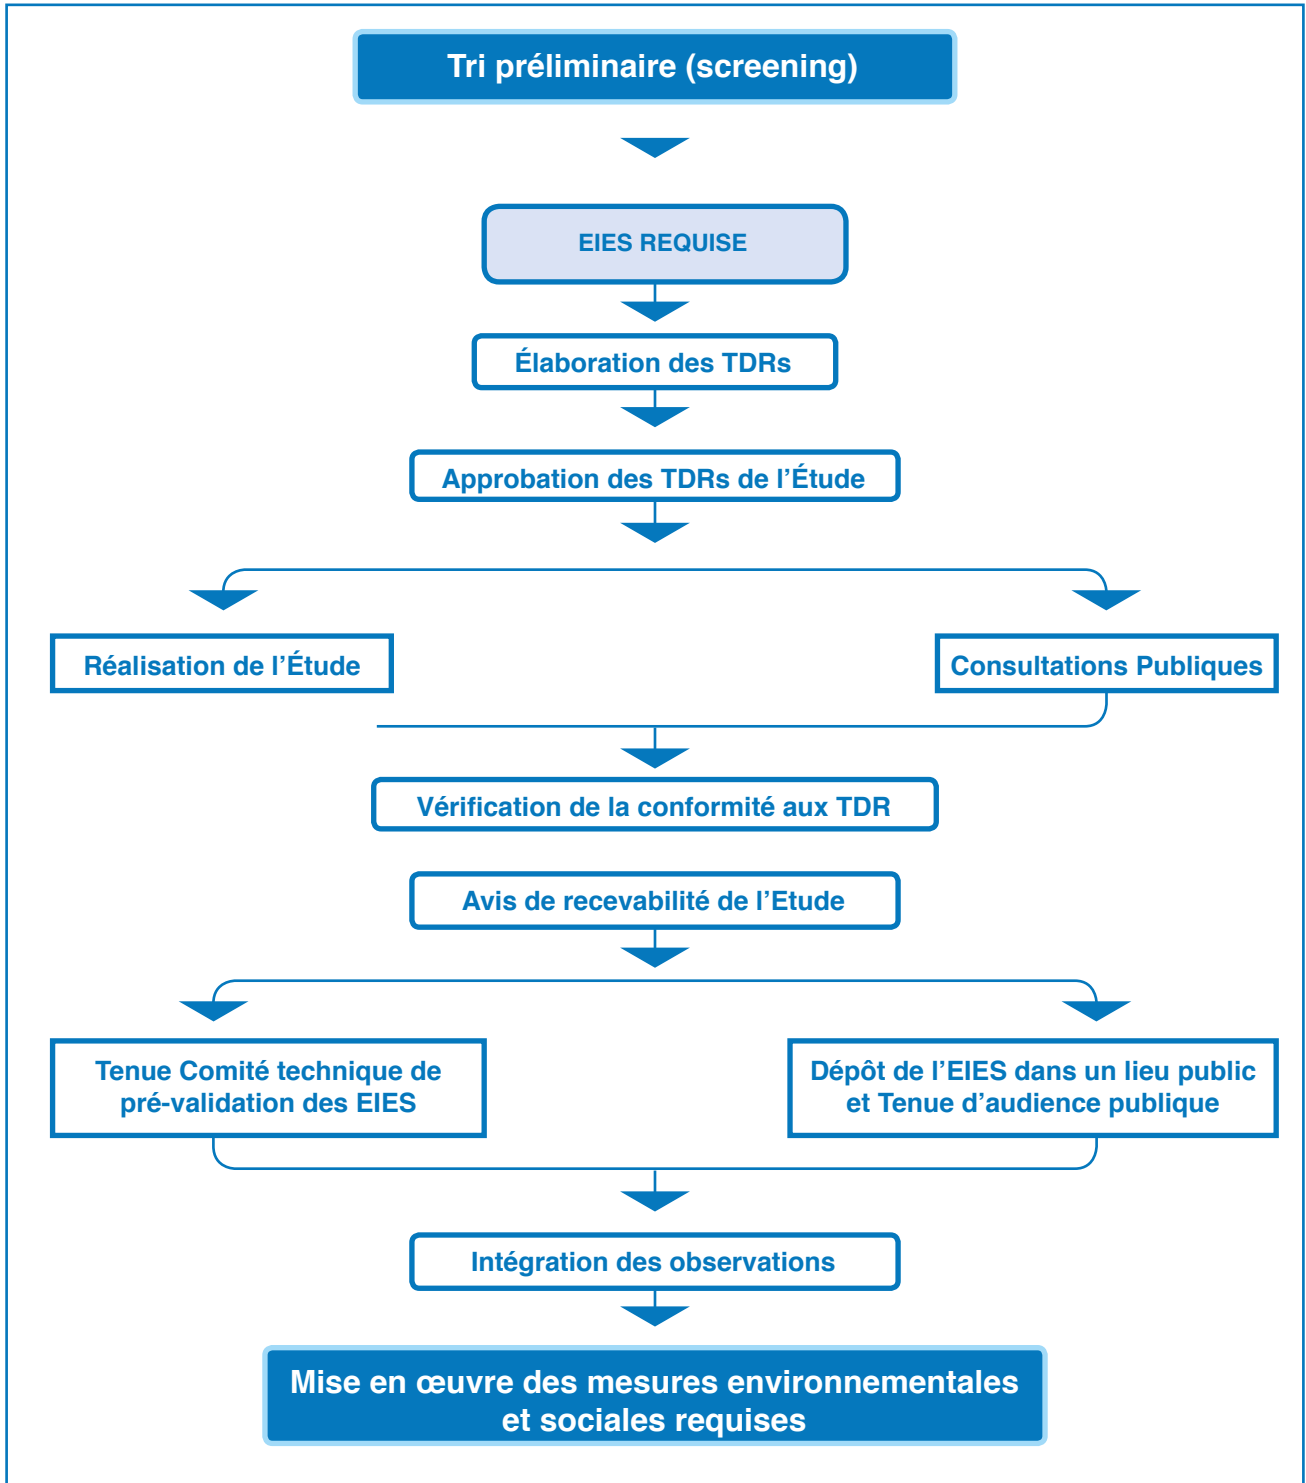 Tri préliminaire (screening)
EIES REQUISE
Élaboration des TDRs
Approbation des TDRs de l’Étude
Réalisation de l’Étude
Consultations Publiques
Vérification de la conformité aux TDR
Avis de recevabilité de l’Etude
Tenue Comité technique de
pré-validation des EIES
Dépôt de l’EIES dans un lieu public
et Tenue d’audience publique
Intégration des observations
Mise en œuvre des mesures environnementales
et sociales requises